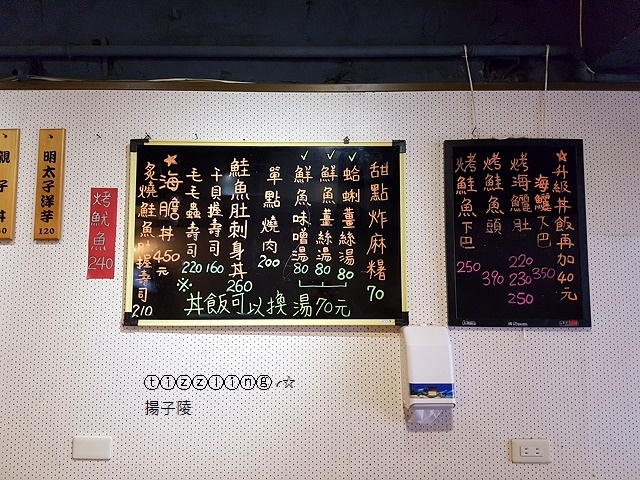 親子丼
明太子洋芋
120
烤魷魚
240
甜點炸麻糬
70
✓蛤蜊薑絲湯
80
✓鮮魚薑絲湯
80
✓鮮魚味噌湯
80
單點燒肉
200
鮭魚肚刺身丼
260
干貝握壽司
160
毛毛蟲壽司
220
※丼飯可以換湯70元
★海膽丼
450元
炙燒鮭魚肚握壽司
210
★升級丼飯再加40元
海鱺下巴
350
烤海鱺肚
220
230
250
烤鮭魚頭
390
烤鮭魚下巴
250
tizzling ☆
揚子陵